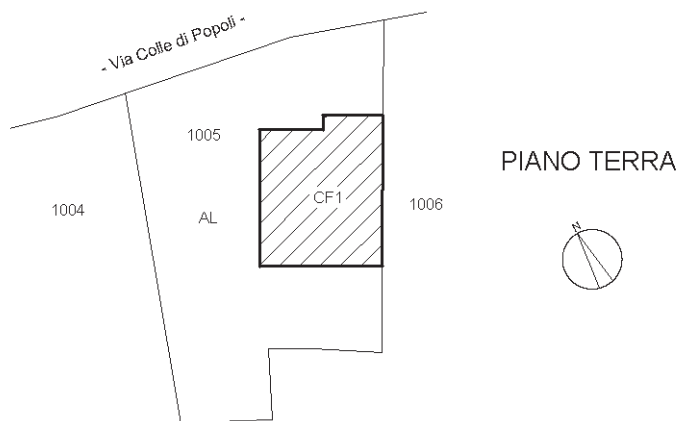 - Via Colle di Popoli -
1005
PIANO TERRA
1004
AL
CF1
1006
N